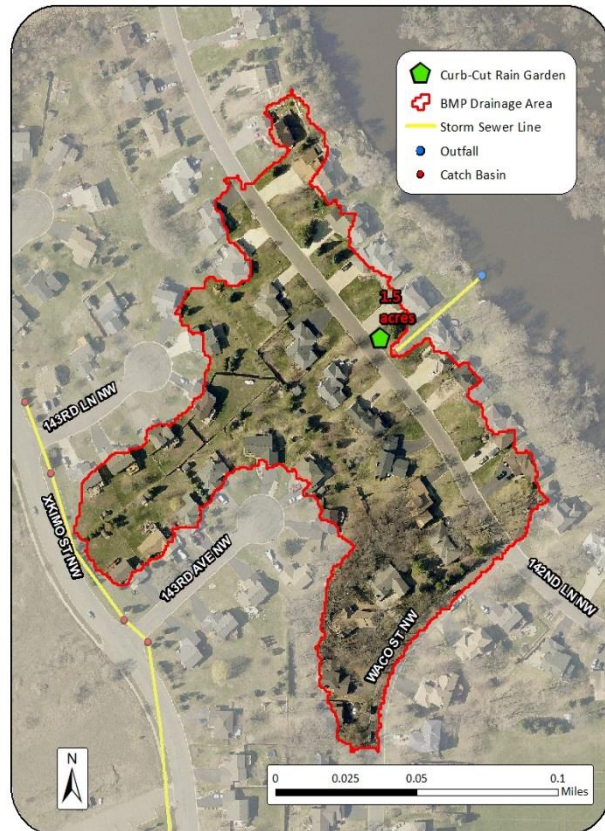 Curb-Cut Rain Garden
BMP Drainage Area
Storm Sewer Line
Outfall
Catch Basin
1.5
acres
143RD LN NW
XKIMO ST NW
143RD AVE NW
WACO ST NW
142ND LN NW
N
0 0.025 0.05 0.1
Miles